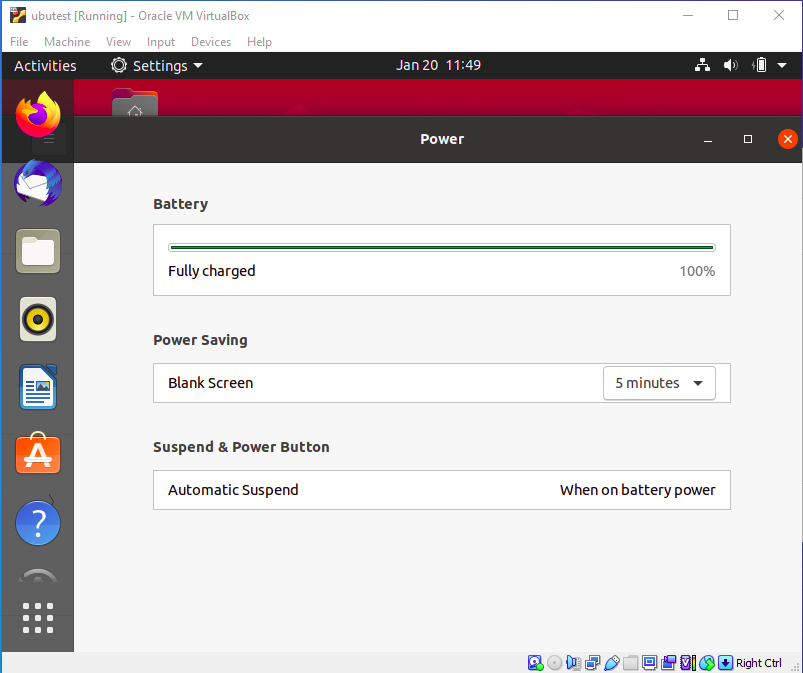 ubutest [Running] - Oracle VM VirtualBox
File Machine View Input Devices Help
Activities Settings Jan 20 11:49
Power
Battery
Fully charged 100%
Power Saving
Blank Screen 5 minutes
Suspend & Power Button
Automatic Suspend When on battery power
Right Ctrl